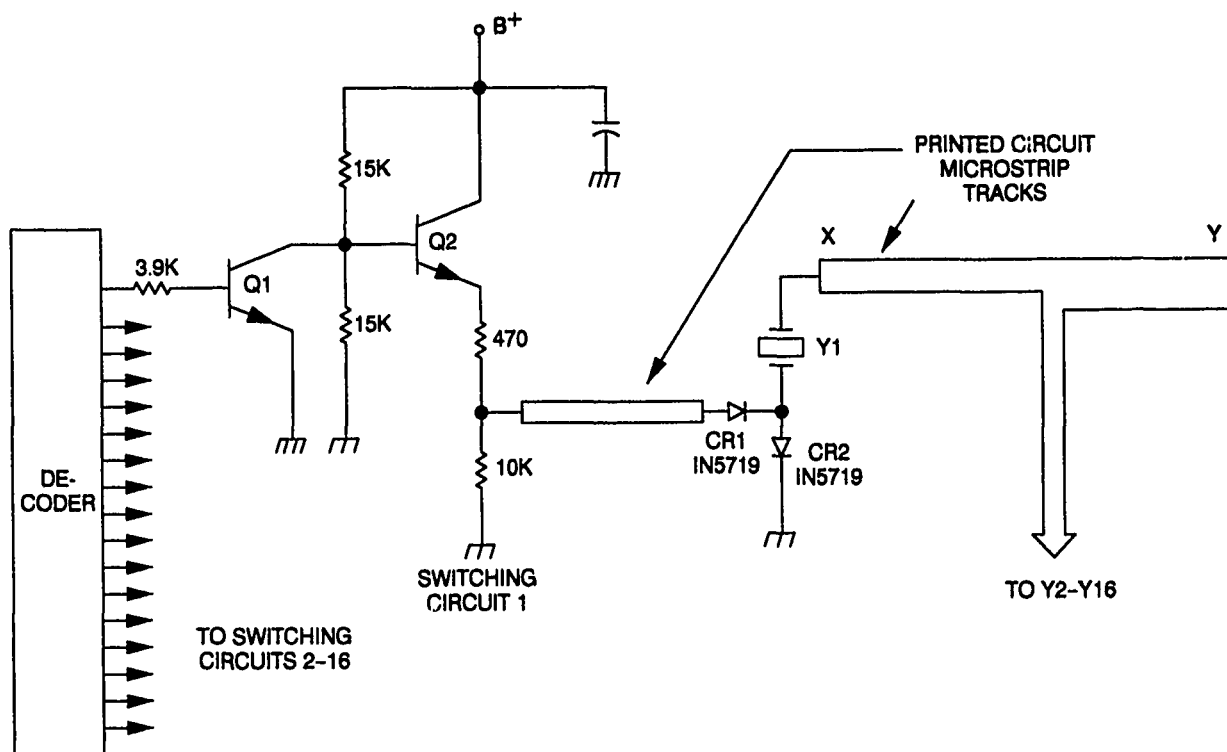 B+
15K
PRINTED CIRCUIT
MICROSTRIP
TRACKS
X
Y
Q2
3.9K
Q1
15K
470
Y1
CR1
IN5719
CR2
IN5719
10K
DE-
CODER
SWITCHING
CIRCUIT 1
TO Y2-Y16
TO SWITCHING
CIRCUITS 2-16